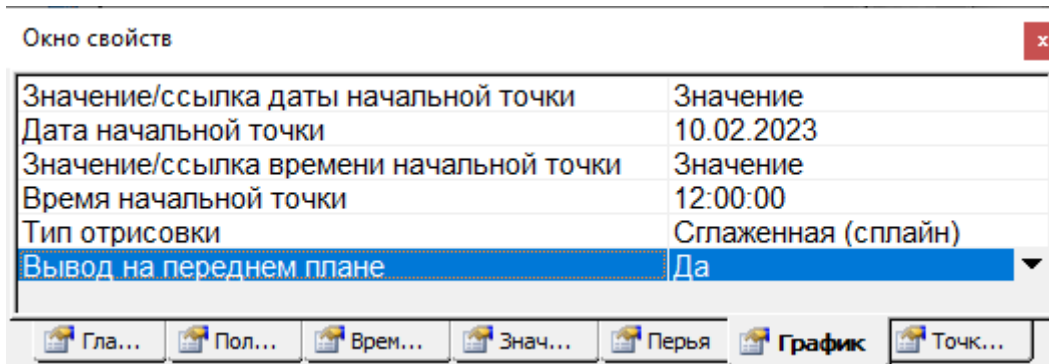 Окно свойств
x
Значение/ссылка даты начальной точки Значение
Дата начальной точки 10.02.2023
Значение/ссылка времени начальной точки Значение
Время начальной точки 12:00:00
Тип отрисовки Сглаженная (сплайн)
Вывод на переднем плане Да
Гла... Пол... Врем... Знач... Перья График Точк...